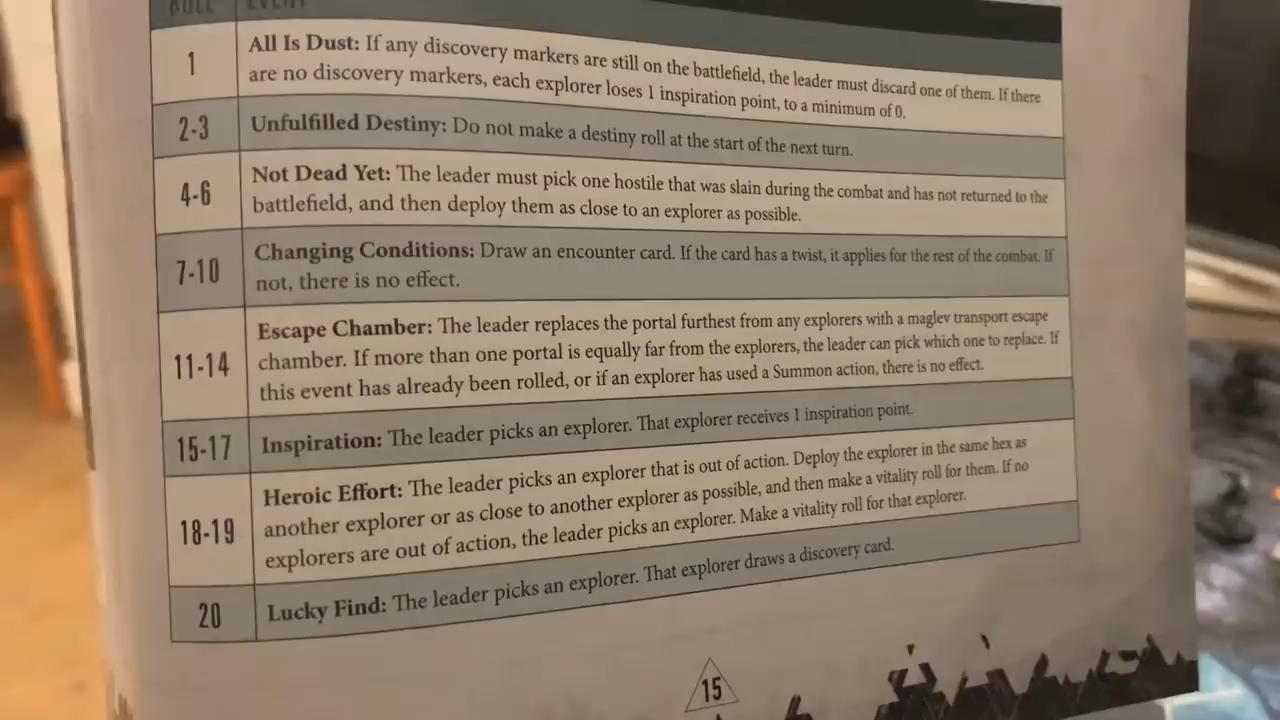 ROLL EVENT
1 All Is Dust: If any discovery markers are still on the battlefield, the leader must discard one of them. If there
are no discovery markers, each explorer loses 1 inspiration point, to a minimum of 0.
2-3 Unfulfilled Destiny: Do not make a destiny roll at the start of the next turn.
4-6 Not Dead Yet: The leader must pick one hostile that was slain during the combat and has not returned to the
battlefield, and then deploy them as close to an explorer as possible.
7-10 Changing Conditions: Draw an encounter card. If the card has a twist, it applies for the rest of the combat. If
not, there is no effect.
11-14 Escape Chamber: The leader replaces the portal furthest from any explorers with a maglev transport escape
chamber. If more than one portal is equally far from the explorers, the leader can pick which one to replace. If
this event has already been rolled, or if an explorer has used a Summon action, there is no effect.
15-17 Inspiration: The leader picks an explorer. That explorer receives 1 inspiration point.
18-19 Heroic Effort: The leader picks an explorer that is out of action. Deploy the explorer in the same hex as
another explorer or as close to another explorer as possible, and then make a vitality roll for them. If no
explorers are out of action, the leader picks an explorer. Make a vitality roll for that explorer.
20 Lucky Find: The leader picks an explorer. That explorer draws a discovery card.
15